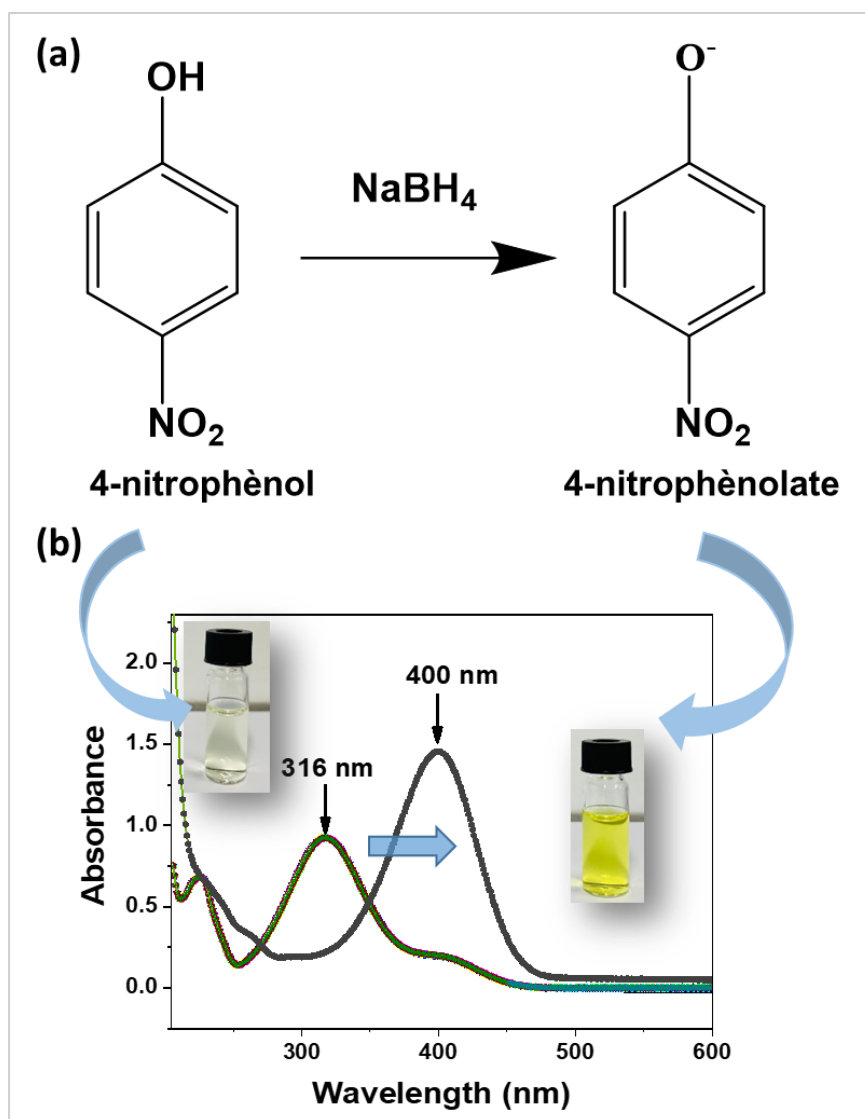 (a)
OH
O⁻
NaBH₄
NO₂
NO₂
4-nitrophènol
4-nitrophènolate
(b)
2.0
1.5
1.0
0.5
0.0
Absorbance
400 nm
316 nm
300
400
500
600
Wavelength (nm)